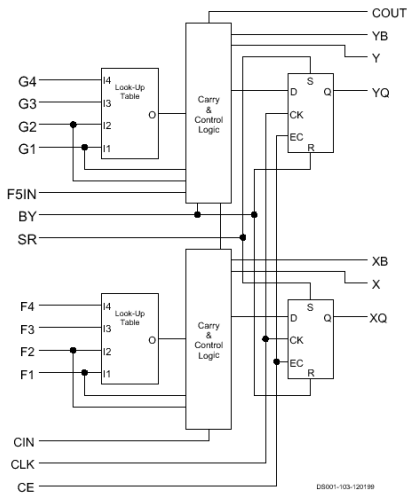 COUT
YB
Y
G4 I4 Look-Up Table S
G3 I3 D Q YQ
G2 I2 O Carry & Control Logic CK
G1 I1 EC
R
F5IN
BY
SR
XB
X
F4 I4 Look-Up Table S
F3 I3 D Q XQ
F2 I2 O Carry & Control Logic CK
F1 I1 EC
R
CIN
CLK
CE DS001-103-120199